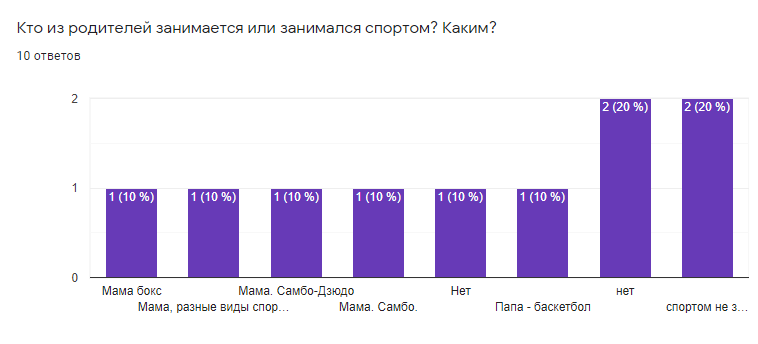 Кто из родителей занимается или занимался спортом? Каким?
10 ответов
2
1
0
1 (10 %)
1 (10 %)
1 (10 %)
1 (10 %)
1 (10 %)
1 (10 %)
2 (20 %)
2 (20 %)
Мама бокс
Мама, разные виды спор…
Мама. Самбо-Дзюдо
Мама. Самбо.
Нет
Папа - баскетбол
нет
спортом не з…